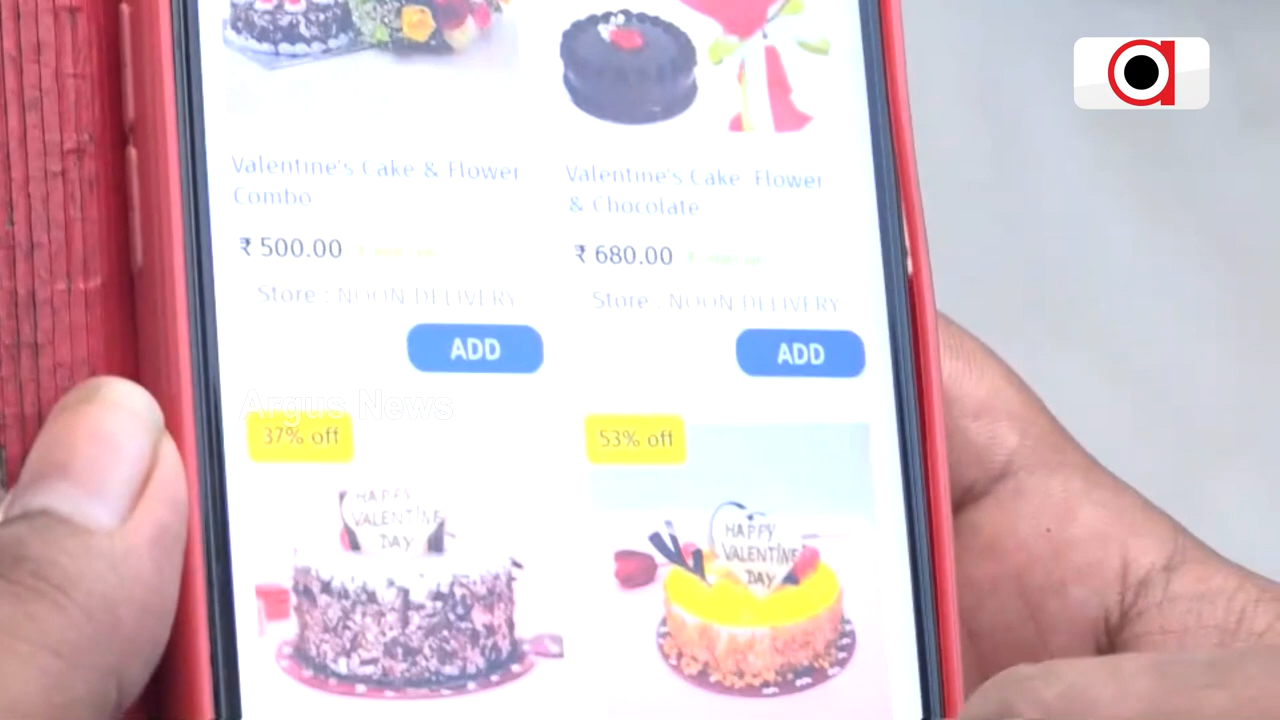 Valentine's Cake & Flower
Combo
₹ 500.00
Store : NOON DELIVERY
ADD
Valentine's Cake Flower
& Chocolate
₹ 680.00
Store : NOON DELIVERY
ADD
Argus News
37% off
HAPPY
VALENTINE
DAY
53% off
HAPPY
VALENTINE
DAY